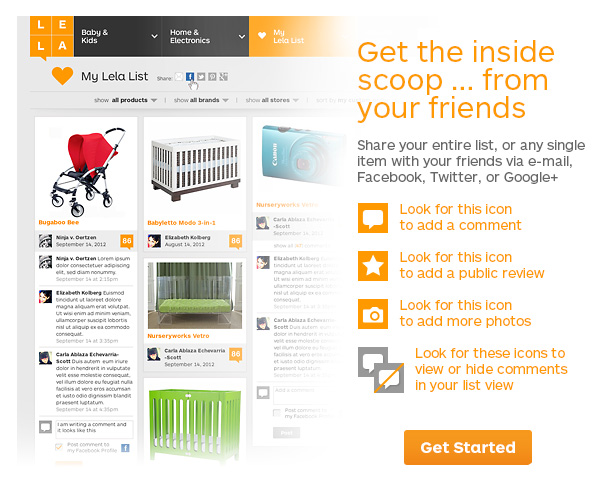 LE
LA
Baby &
Kids
Home &
Electronics
My
Lela List
My Lela List
Share:
show all products
show all brands
show all stores
sort by
Bugaboo Bee
Ninja v. Oertzen
September 14, 2012
86
Ninja v. Oertzen Lorem ipsum
dolor consectetuer adipiscing
elit, sed diam nonummy.
September 14 at 2:15pm
Elizabeth Kolberg Euismod
tincidunt ut laoreet dolore
magna aliquam erat volutpat.
Ut wisi enim ad minim veniam,
ullamcorper suscipit lobortis
nisl ut aliquip ex ea commodo
consequat.
September 14 at 3:33pm
Carla Ablaza Echevarria-
Scott Duis autem eum iriure
dolor in hendrerit in vulputate
velit esse molestie consequat,
vel illum dolore eu feugiat nulla
facilisis at vero eros accumsan
et iusto odio dignissim blandit
praesent luptatum.
September 14 at 4:35pm
I am writing a comment and
it looks like this
Post comment to
my Facebook Profile
Babyletto Modo 3-in-1
Elizabeth Kolberg
August 14, 2012
Nurseryworks Vetro
Carla Ablaza Echevarria
-Scott
September 14, 2012
86
Canon
Nurseryworks Vetro
Carla Ablaza Echevarria
-Scott
September 14, 2012
Add a comment
Post comment to
my Facebook
Post
Get the inside
scoop ... from
your friends
Share your entire list, or any single
item with your friends via e-mail,
Facebook, Twitter, or Google+
Look for this icon
to add a comment
Look for this icon
to add a public review
Look for this icon
to add more photos
Look for these icons to
view or hide comments
in your list view
Get Started